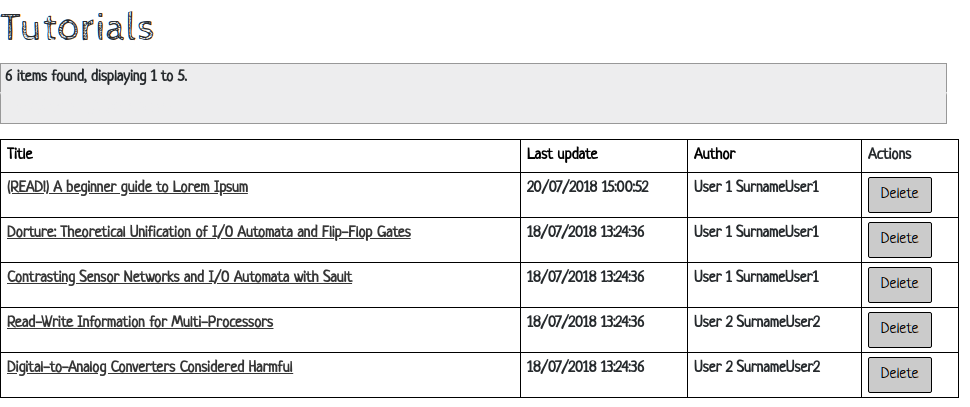 Tutorials
6 items found, displaying 1 to 5.
Title Last update Author Actions
(READ!) A beginner guide to Lorem Ipsum 20/07/2018 15:00:52 User 1 SurnameUser1 Delete
Dorture: Theoretical Unification of I/O Automata and Flip-Flop Gates 18/07/2018 13:24:36 User 1 SurnameUser1 Delete
Contrasting Sensor Networks and I/O Automata with Sault 18/07/2018 13:24:36 User 1 SurnameUser1 Delete
Read-Write Information for Multi-Processors 18/07/2018 13:24:36 User 2 SurnameUser2 Delete
Digital-to-Analog Converters Considered Harmful 18/07/2018 13:24:36 User 2 SurnameUser2 Delete